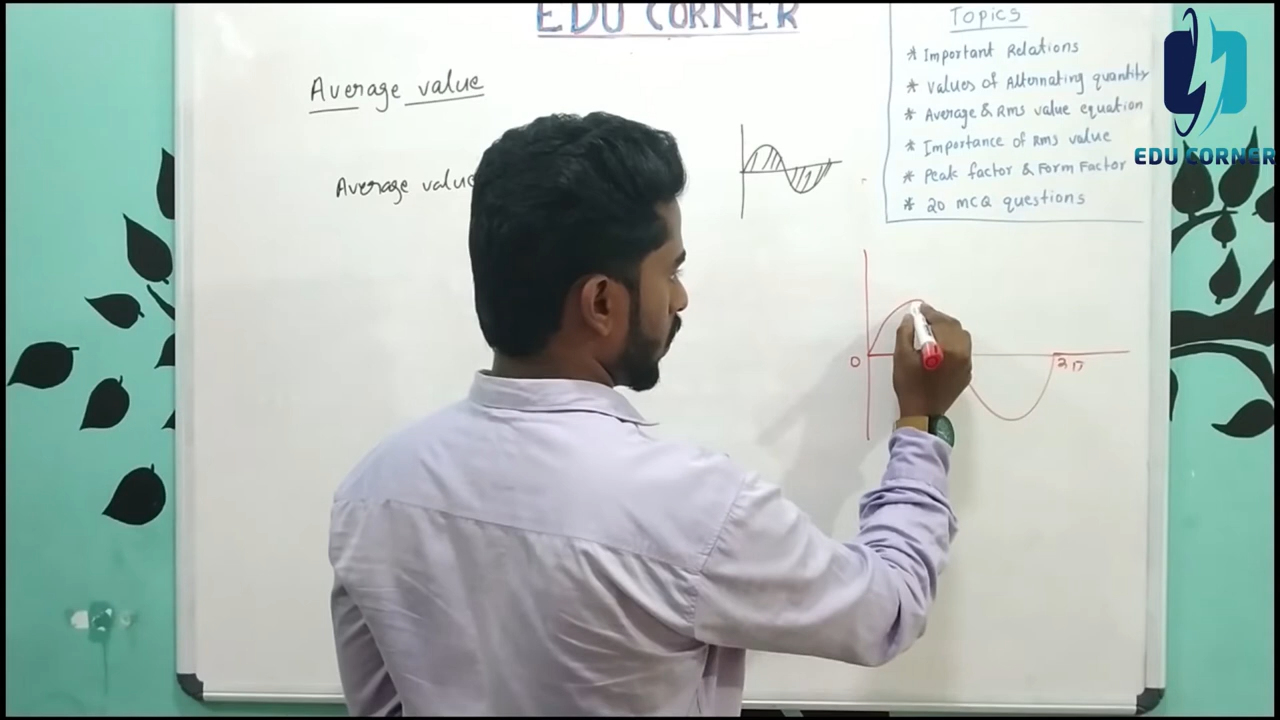 EDU CORNER
Average value
Average value
Topics
* Important Relations
* Values of Alternating quantity
* Average & Rms value equation
* Importance of rms value
* Peak factor & Form Factor
* 20 MCQ questions
EDU CORNER
0
2π